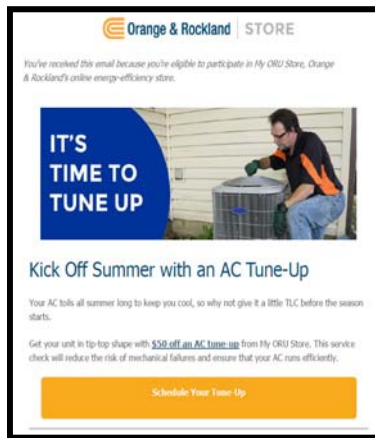 Orange & Rockland STORE
You've received this email because you're eligible to participate in My ORU Store, Orange
& Rockland's online energy-efficiency store.
IT'S
TIME TO
TUNE UP
Kick Off Summer with an AC Tune-Up
Your AC toils all summer long to keep you cool, so why not give it a little TLC before the season
starts.
Get your unit in tip-top shape with $50 off an AC tune-up from My ORU Store. This service
check will reduce the risk of mechanical failures and ensure that your AC runs efficiently.
Schedule Your Tune-Up